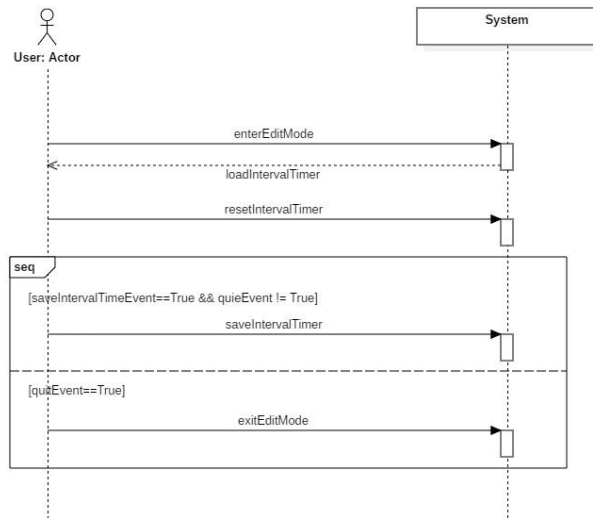 System
User: Actor
enterEditMode
loadIntervalTimer
resetIntervalTimer
seq
[saveIntervalTimeEvent==True && quieEvent != True]
saveIntervalTimer
[quitEvent==True]
exitEditMode